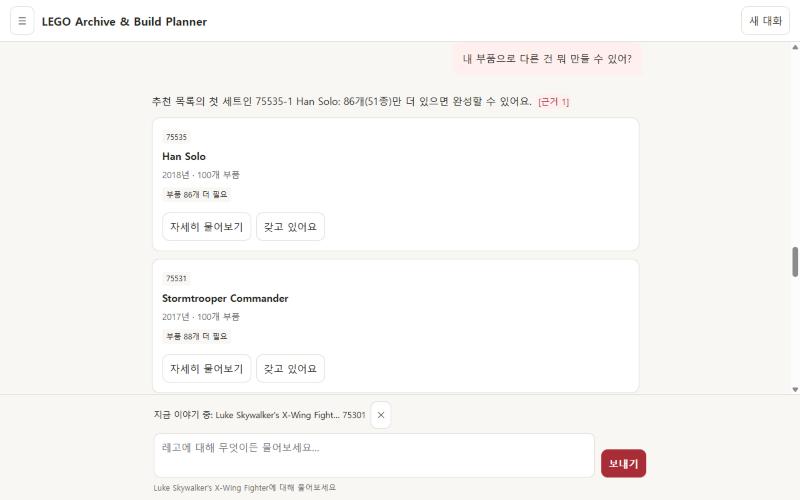 ☰ LEGO Archive & Build Planner 새 대화
내 부품으로 다른 건 뭐 만들 수 있어?
추천 목록의 첫 세트인 75535-1 Han Solo: 86개(51종)만 더 있으면 완성할 수 있어요. [근거 1]
75535
Han Solo
2018년 · 100개 부품
부품 86개 더 필요
자세히 물어보기 갖고 있어요
75531
Stormtrooper Commander
2017년 · 100개 부품
부품 88개 더 필요
자세히 물어보기 갖고 있어요
지금 이야기 중: Luke Skywalker's X-Wing Fight... 75301 ×
레고에 대해 무엇이든 물어보세요...
보내기
Luke Skywalker's X-Wing Fighter에 대해 물어보세요